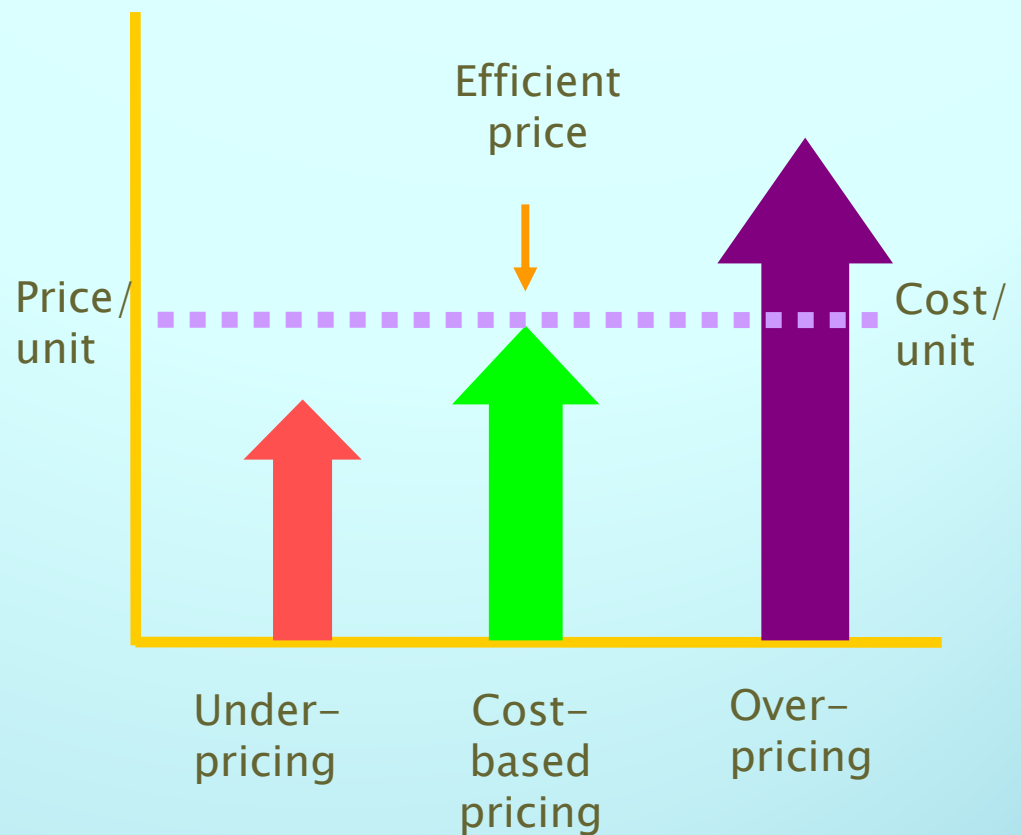 Efficient
price
Price/
unit
Cost/
unit
Under-
pricing
Cost-
based
pricing
Over-
pricing